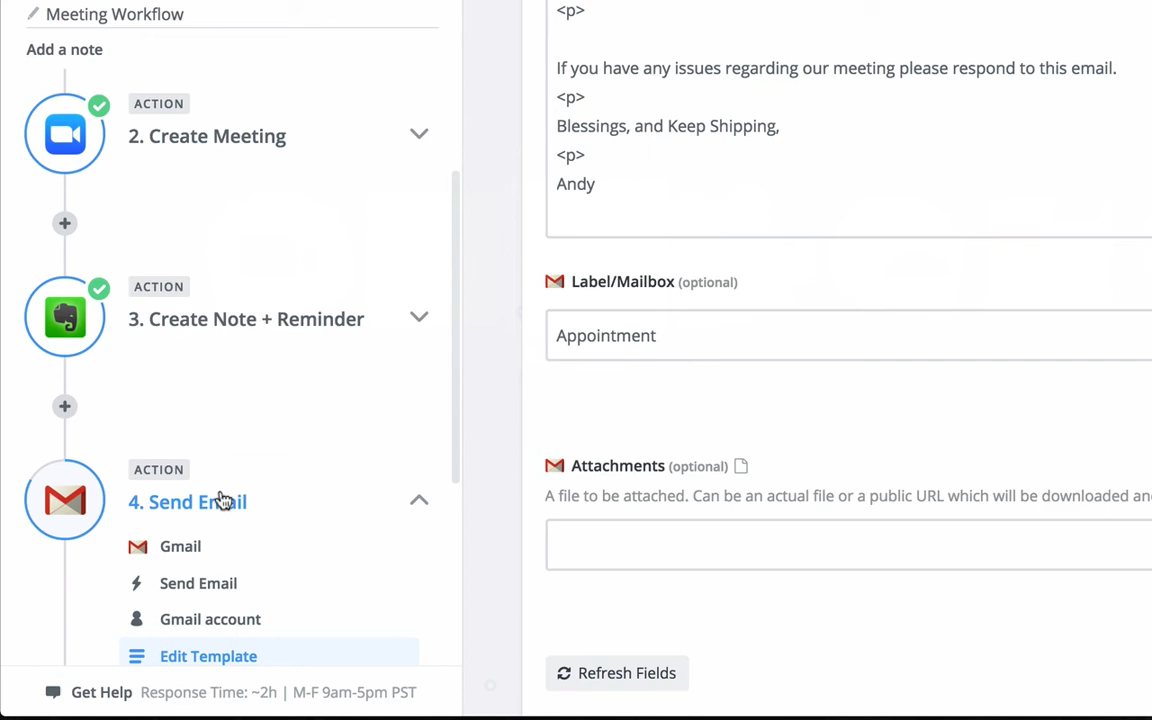 Meeting Workflow
Add a note
ACTION
2. Create Meeting
ACTION
3. Create Note + Reminder
ACTION
4. Send Email
Gmail
Send Email
Gmail account
Edit Template
Get Help Response Time: ~2h | M-F 9am-5pm PST
<p>
If you have any issues regarding our meeting please respond to this email.
<p>
Blessings, and Keep Shipping,
<p>
Andy
Label/Mailbox (optional)
Appointment
Attachments (optional)
A file to be attached. Can be an actual file or a public URL which will be downloaded an
Refresh Fields